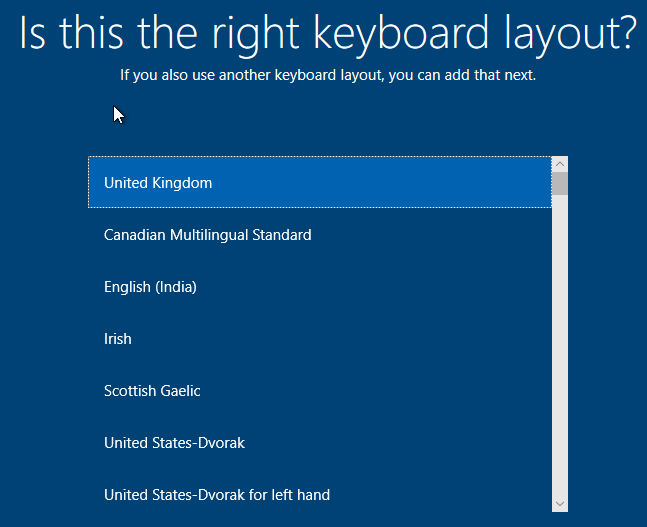 Is this the right keyboard layout?
If you also use another keyboard layout, you can add that next.
United Kingdom
Canadian Multilingual Standard
English (India)
Irish
Scottish Gaelic
United States-Dvorak
United States-Dvorak for left hand